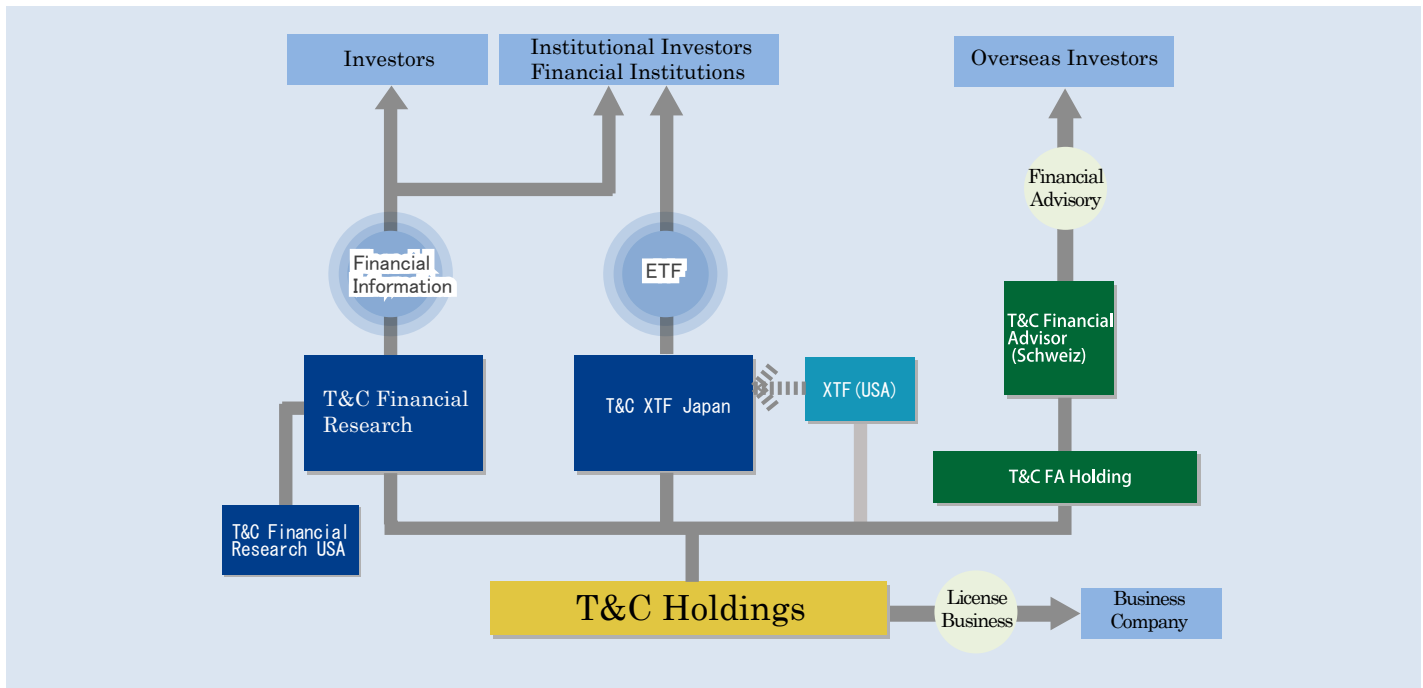 Investors
Institutional Investors
Financial Institutions
Overseas Investors
Financial
Advisory
Financial
Information
ETF
T&C Financial
Advisor
(Schweiz)
T&C Financial
Research
T&C XTF Japan
XTF(USA)
T&C FA Holding
T&C Financial
Research USA
T&C Holdings
License
Business
Business
Company